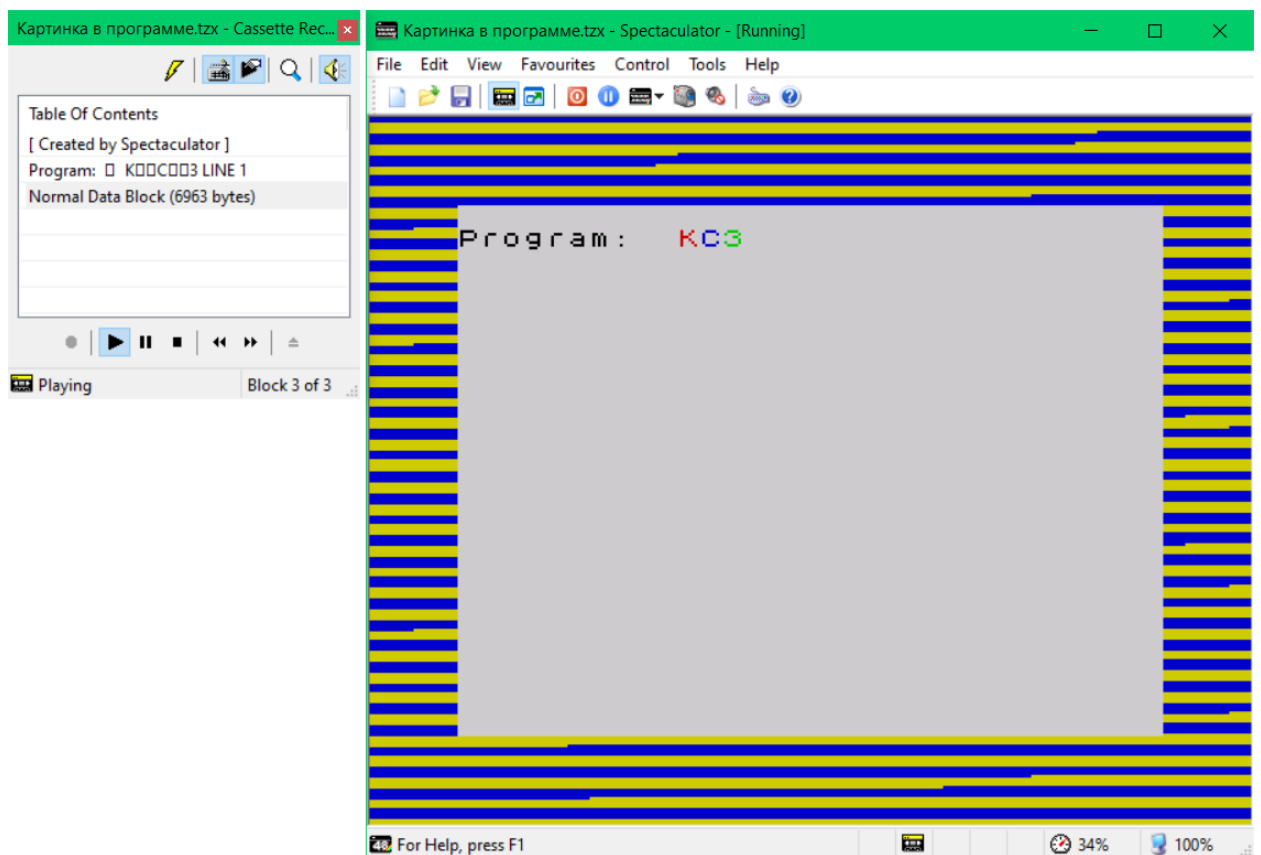 Картинка в программе.tzx - Cassette Rec...
Table Of Contents
[ Created by Spectaculator ]
Program: □ K□□C□□3 LINE 1
Normal Data Block (6963 bytes)
Playing
Block 3 of 3
Картинка в программе.tzx - Spectaculator - [Running]
File Edit View Favourites Control Tools Help
Program: KC3
48 For Help, press F1
34%
100%